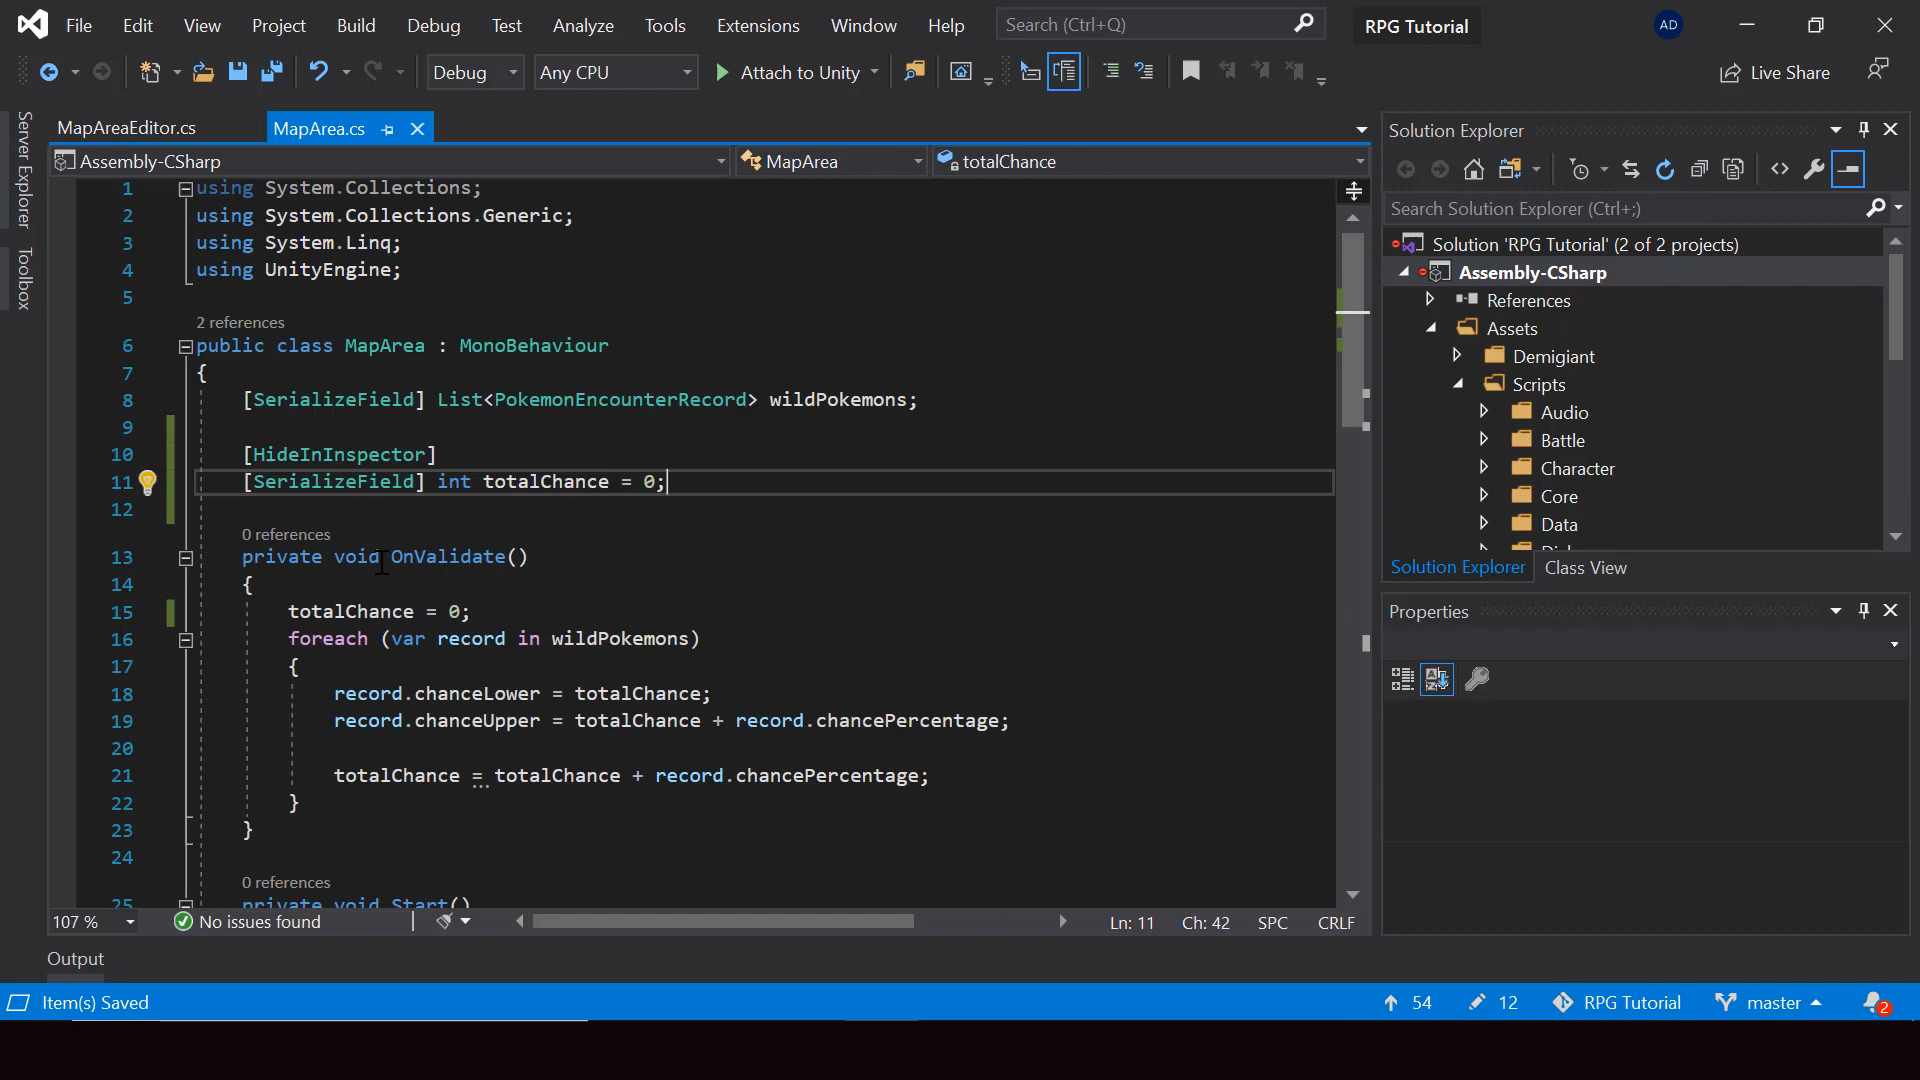 File Edit View Project Build Debug Test Analyze Tools Extensions Window Help Search (Ctrl+Q) RPG Tutorial AD
Debug Any CPU Attach to Unity Live Share
Server Explorer
Toolbox
MapAreaEditor.cs MapArea.cs
Assembly-CSharp MapArea totalChance
1 using System.Collections;
2 using System.Collections.Generic;
3 using System.Linq;
4 using UnityEngine;
5
2 references
6 public class MapArea : MonoBehaviour
7 {
8 [SerializeField] List<PokemonEncounterRecord> wildPokemons;
9
10 [HideInInspector]
11 [SerializeField] int totalChance = 0;
12
0 references
13 private void OnValidate()
14 {
15 totalChance = 0;
16 foreach (var record in wildPokemons)
17 {
18 record.chanceLower = totalChance;
19 record.chanceUpper = totalChance + record.chancePercentage;
20
21 totalChance = totalChance + record.chancePercentage;
22 }
23 }
24
0 references
25 private void Start()
107 % No issues found Ln: 11 Ch: 42 SPC CRLF
Output
Solution Explorer
Search Solution Explorer (Ctrl+;)
Solution 'RPG Tutorial' (2 of 2 projects)
Assembly-CSharp
References
Assets
Demigiant
Scripts
Audio
Battle
Character
Core
Data
Solution Explorer Class View
Properties
Item(s) Saved 54 12 RPG Tutorial master 2